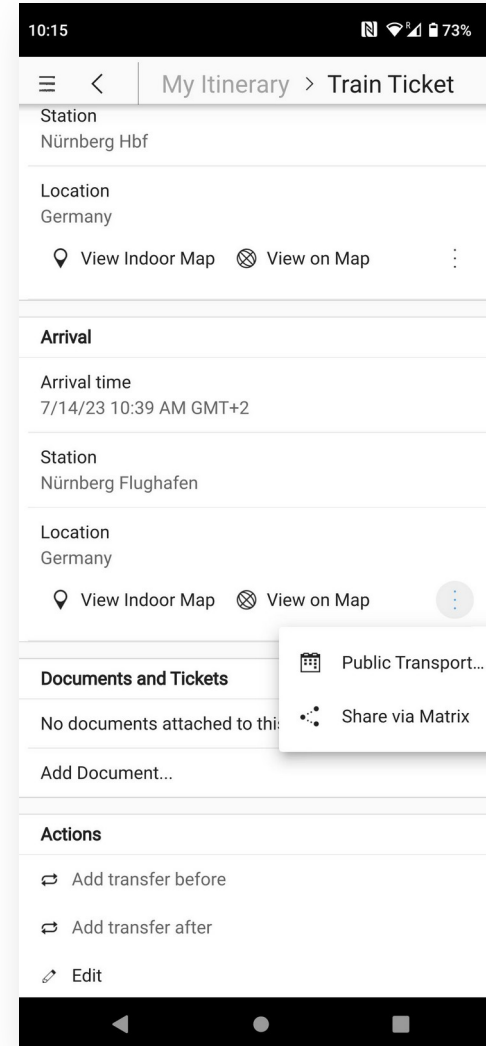 10:15 R 73%
My Itinerary > Train Ticket
Station
Nürnberg Hbf
Location
Germany
View Indoor Map View on Map
Arrival
Arrival time
7/14/23 10:39 AM GMT+2
Station
Nürnberg Flughafen
Location
Germany
View Indoor Map View on Map
Public Transport...
Documents and Tickets
Share via Matrix
No documents attached to this
Add Document...
Actions
Add transfer before
Add transfer after
Edit